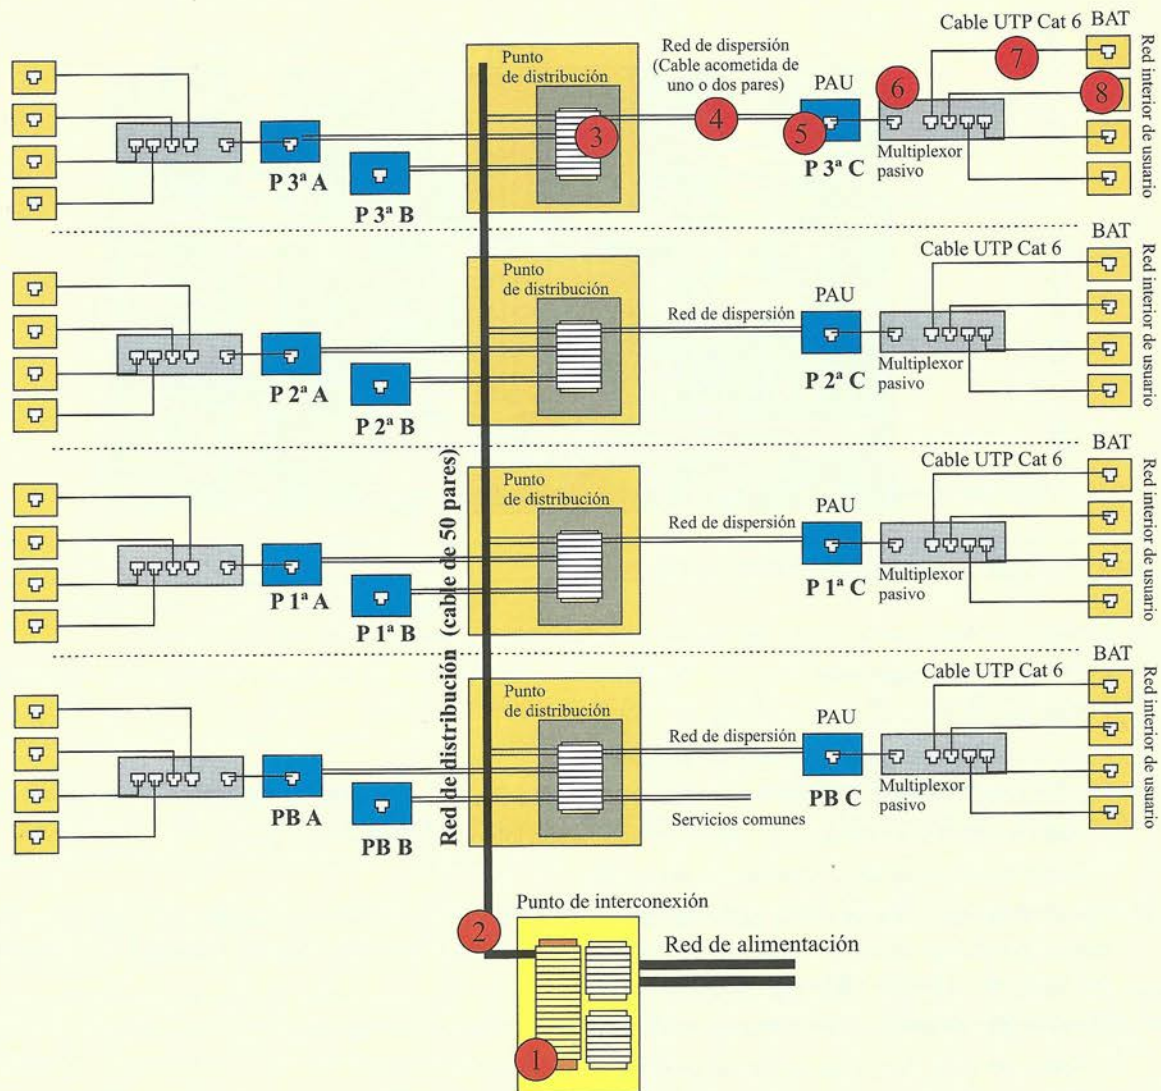 Cable UTP Cat 6
BAT
Punto
de distribución
Red de dispersión
(Cable acometida de
uno o dos pares)
7
PAU
6
8
3
4
5
Red interior de usuario
P 3ª A
P 3ª B
P 3ª C
Multiplexor
pasivo
BAT
Cable UTP Cat 6
Punto
de distribución
PAU
Red de dispersión
Red interior de usuario
P 2ª A
P 2ª B
P 2ª C
Multiplexor
pasivo
BAT
Cable UTP Cat 6
Red de distribución (cable de 50 pares)
Punto
de distribución
PAU
Red de dispersión
Red interior de usuario
P 1ª A
P 1ª B
P 1ª C
Multiplexor
pasivo
BAT
Cable UTP Cat 6
Punto
de distribución
PAU
Red de dispersión
Red interior de usuario
PB A
PB B
PB C
Multiplexor
pasivo
Servicios comunes
Punto de interconexión
2
Red de alimentación
1